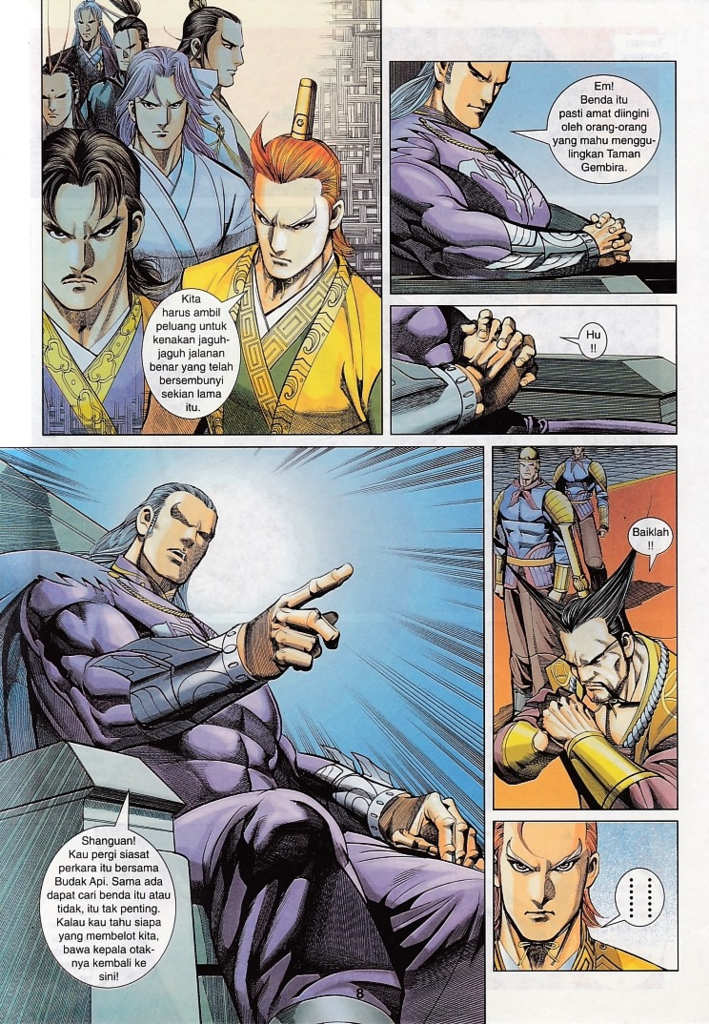 Kita
harus ambil
peluang untuk
kenakan jaguh-
jaguh jalanan
benar yang telah
bersembunyi
sekian lama
itu.
Em!
Benda itu
pasti amat diingini
oleh orang-orang
yang mahu menggu-
lingkan Taman
Gembira.
Hu
!!
Shanguan!
Kau pergi siasat
perkara itu bersama
Budak Api. Sama ada
dapat cari benda itu atau
tidak, itu tak penting.
Kalau kau tahu siapa
yang membelot kita,
bawa kepala otak-
nya kembali ke
sini!
Baiklah
!!
8